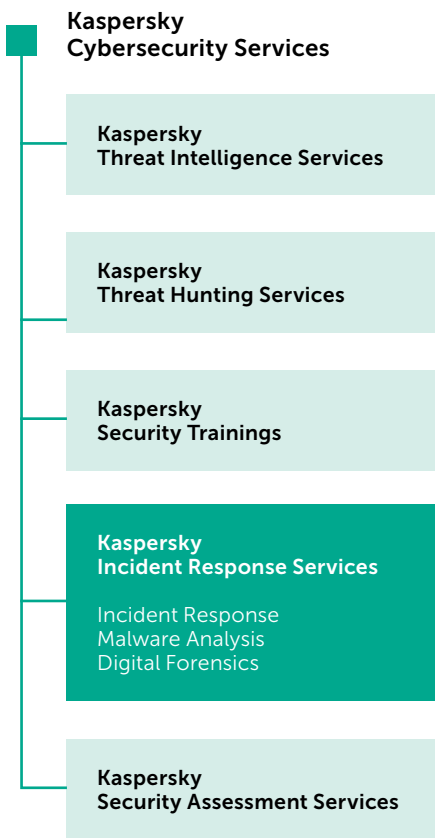 Kaspersky
Cybersecurity Services
Kaspersky
Threat Intelligence Services
Kaspersky
Threat Hunting Services
Kaspersky
Security Trainings
Kaspersky
Incident Response Services
Incident Response
Malware Analysis
Digital Forensics
Kaspersky
Security Assessment Services